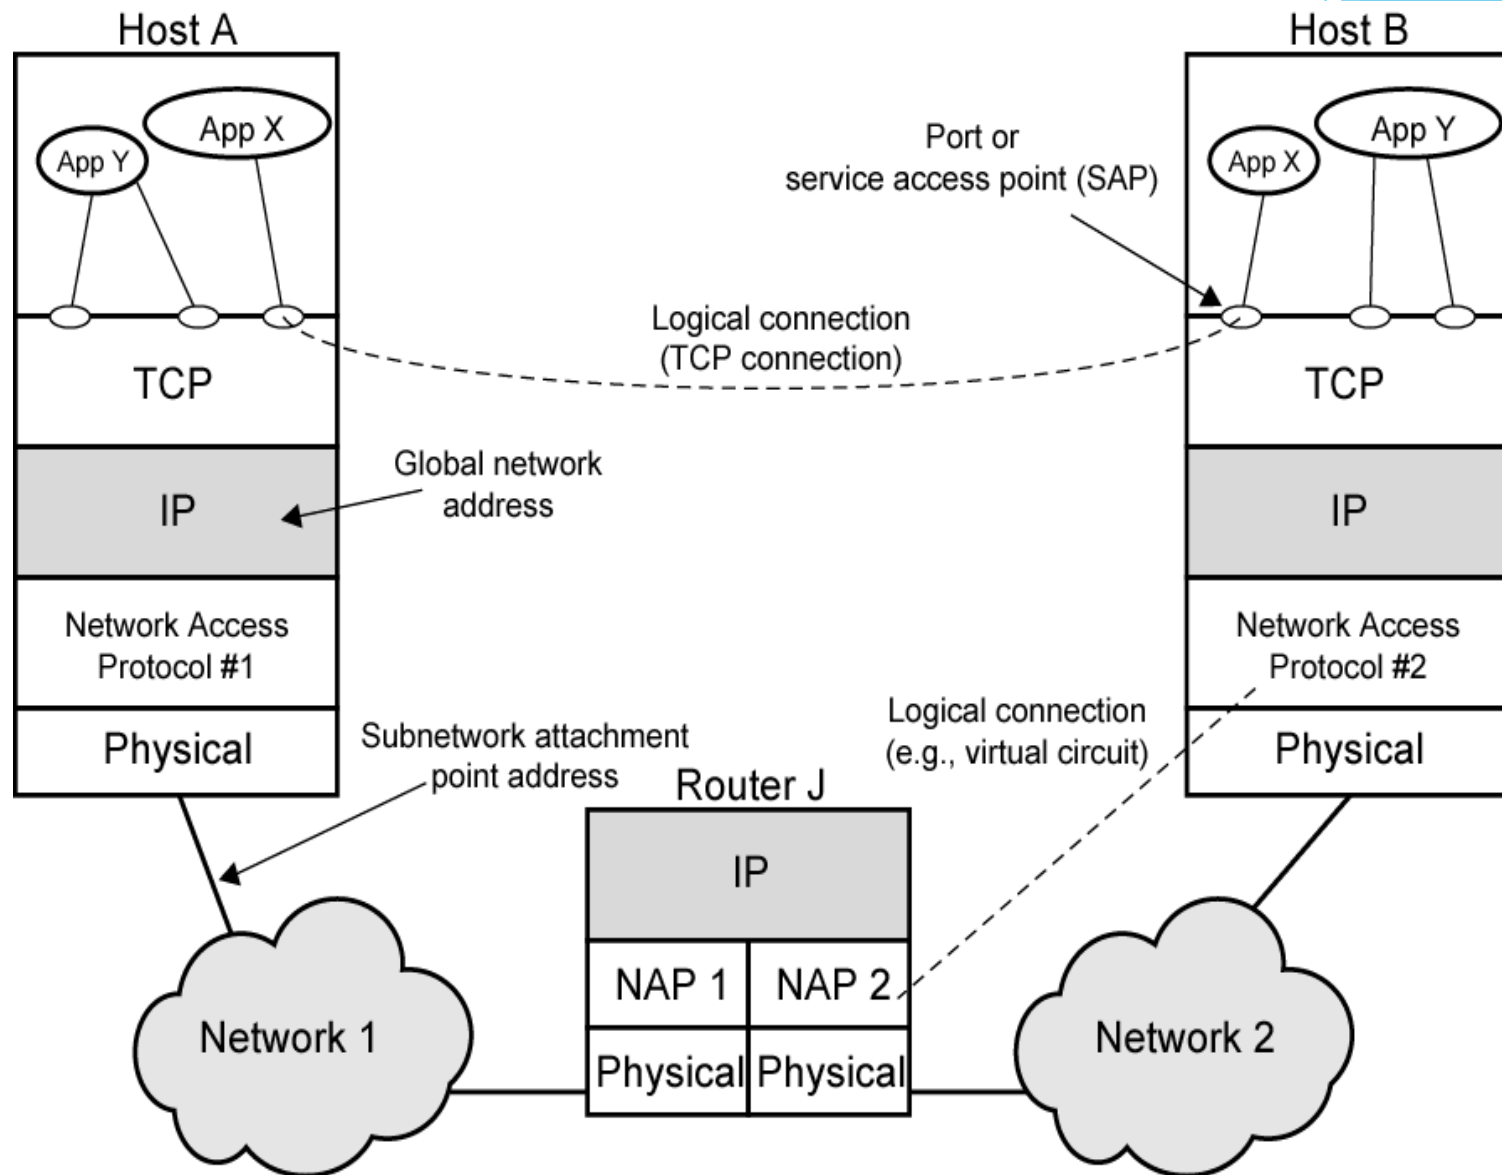 Host A
Host B
App X
App Y
App Y
App X
Port or
service access point (SAP)
Logical connection
(TCP connection)
TCP
TCP
Global network
address
IP
IP
Network Access
Protocol #1
Network Access
Protocol #2
Logical connection
(e.g., virtual circuit)
Subnetwork attachment
point address
Physical
Physical
Router J
IP
NAP 1
NAP 2
Network 1
Network 2
Physical
Physical